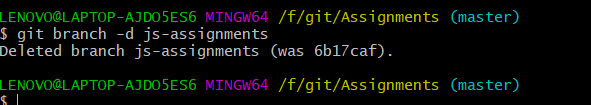 LENOVO@LAPTOP-AJDO5ES6 MINGW64 /f/git/Assignments (master)
$ git branch -d js-assignments
Deleted branch js-assignments (was 6b17caf).
LENOVO@LAPTOP-AJDO5ES6 MINGW64 /f/git/Assignments (master)
$